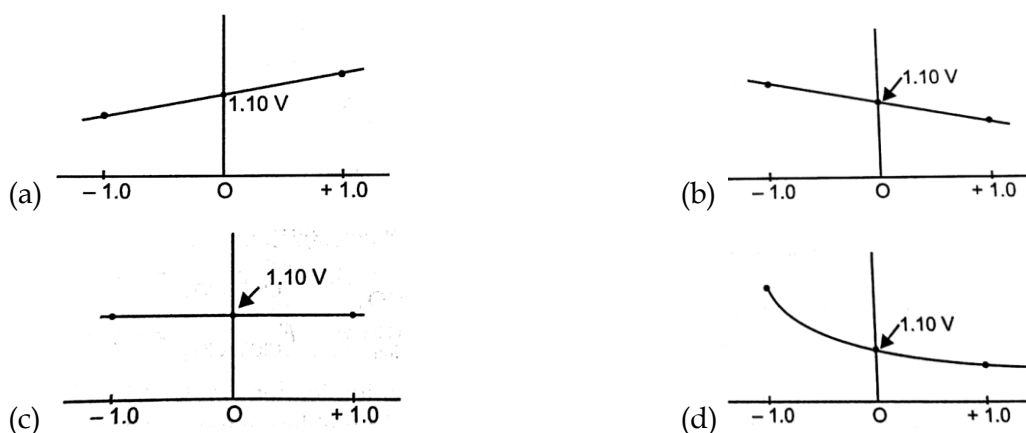 1.10 V
(a) – 1.0 O + 1.0
1.10 V
(b) – 1.0 O + 1.0
1.10 V
(c) – 1.0 O + 1.0
1.10 V
(d) – 1.0 O + 1.0